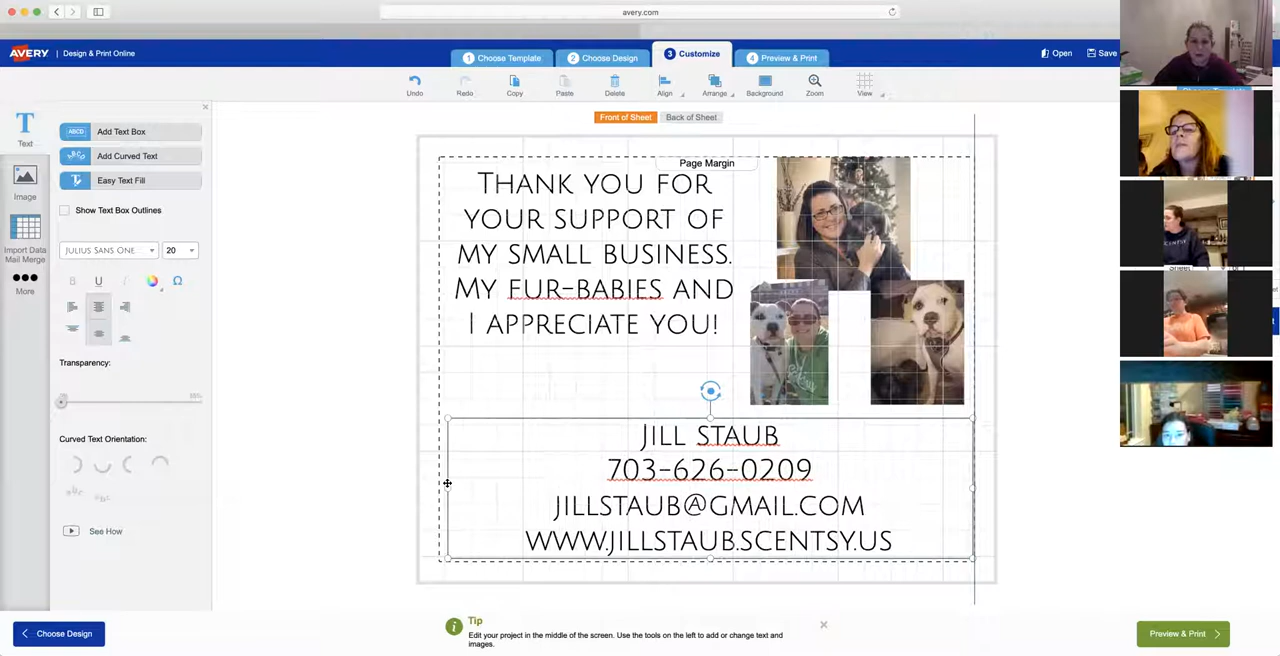 avery.com
AVERY Design & Print Online
1 Choose Template
2 Choose Design
3 Customize
4 Preview & Print
Open
Save
Undo
Redo
Copy
Paste
Delete
Align
Arrange
Background
Zoom
View
Text
Image
Import Data
Mail Merge
More
ABCD Add Text Box
Add Curved Text
Easy Text Fill
Show Text Box Outlines
JULIUS SANS ONE
20
B U I Ω
Transparency:
Curved Text Orientation:
See How
Front of Sheet
Back of Sheet
Page Margin
THANK YOU FOR
YOUR SUPPORT OF
MY SMALL BUSINESS.
MY FUR-BABIES AND
I APPRECIATE YOU!
JILL STAUB
703-626-0209
JILLSTAUB@GMAIL.COM
WWW.JILLSTAUB.SCENTSY.US
Choose Design
Tip
Edit your project in the middle of the screen. Use the tools on the left to add or change text and
images.
Preview & Print
SCENTSY